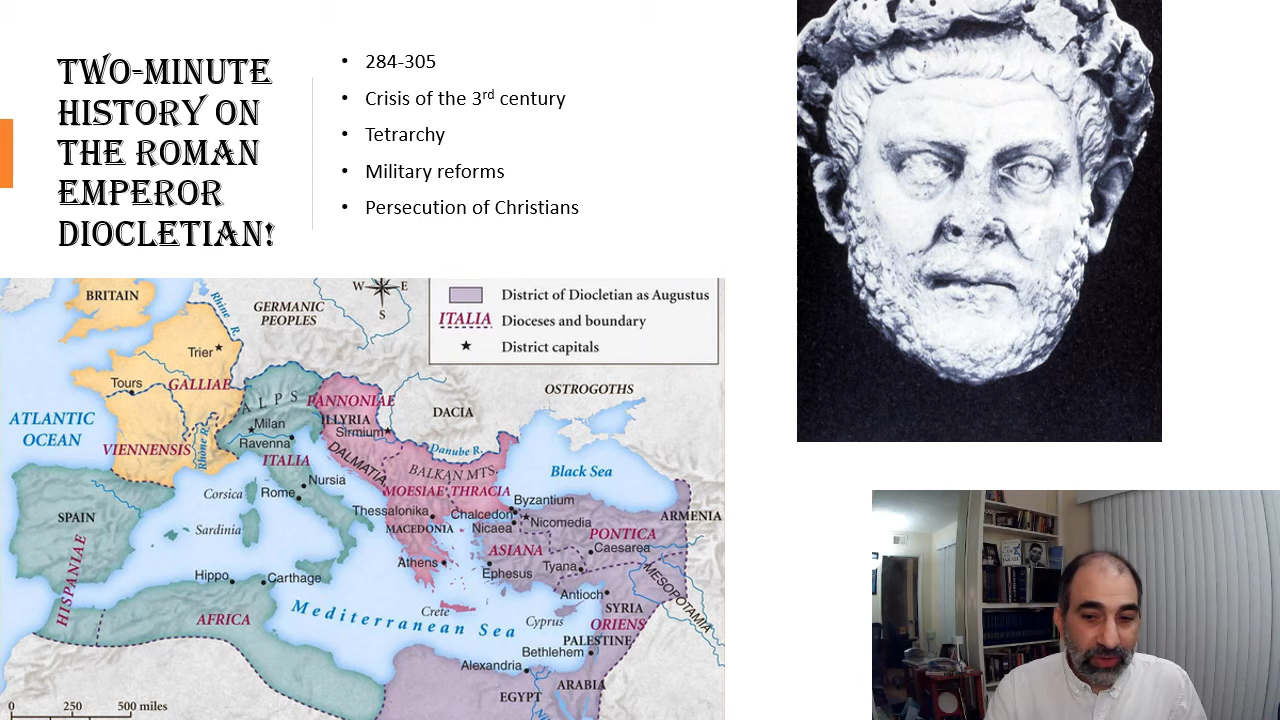 TWO-MINUTE
HISTORY ON
THE ROMAN
EMPEROR
DIOCLETIAN!
• 284-305
• Crisis of the 3rd century
• Tetrarchy
• Military reforms
• Persecution of Christians
W E
S
District of Diocletian as Augustus
ITALIA Dioceses and boundary
★ District capitals
BRITAIN
Rhine R.
GERMANIC
PEOPLES
Trier
Tours
GALLIAE
ATLANTIC
OCEAN
VIENNENSIS
Rhône R.
ALPS
Milan
Ravenna
ITALIA
PANNONIAE
ILLYRIA
Sirmium
DALMATIA
DACIA
OSTROGOTHS
Danube R.
BALKAN MTS.
Black Sea
MOESIAE
THRACIA
Byzantium
Thessalonika
Chalcedon
MACEDONIA
Nicaea
Nicomedia
ARMENIA
PONTICA
Caesarea
ASIANA
Tyana
Athens
Ephesus
MESOPOTAMIA
Antioch
SYRIA
ORIENS
Crete
Cyprus
PALESTINE
Bethlehem
Alexandria
ARABIA
EGYPT
Corsica
Rome
Nursia
Sardinia
SPAIN
HISPANIAE
Hippo
Carthage
AFRICA
Mediterranean Sea
0 250 500 miles